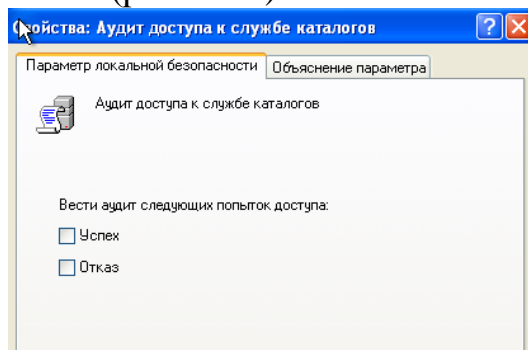 Свойства: Аудит доступа к службе каталогов
Параметр локальной безопасности Объяснение параметра
Аудит доступа к службе каталогов
Вести аудит следующих попыток доступа:
Успех
Отказ